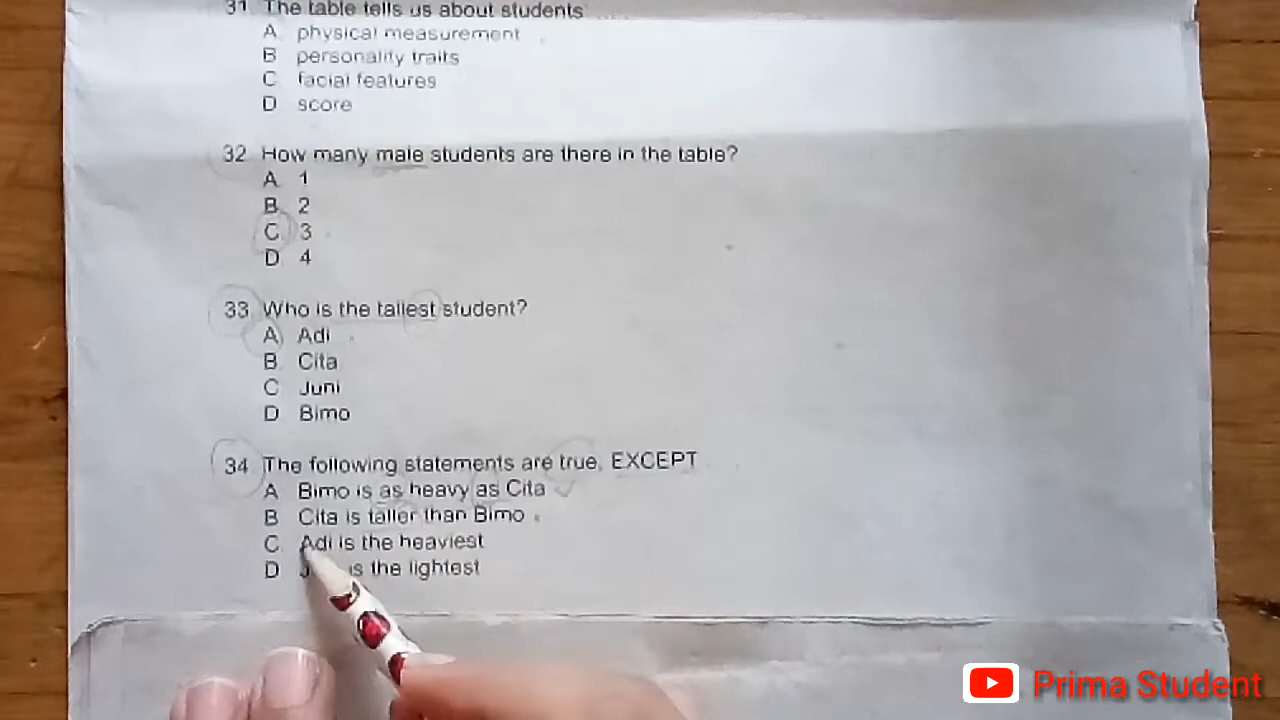 31 The table tells us about students
A physical measurement
B personality traits
C facial features
D score
32 How many male students are there in the table?
A 1
B 2
C 3
D 4
33 Who is the tallest student?
A Adi
B Cita
C Juni
D Bimo
34 The following statements are true, EXCEPT
A Bimo is as heavy as Cita
B Cita is taller than Bimo
C Adi is the heaviest
D is the lightest
Prima Student